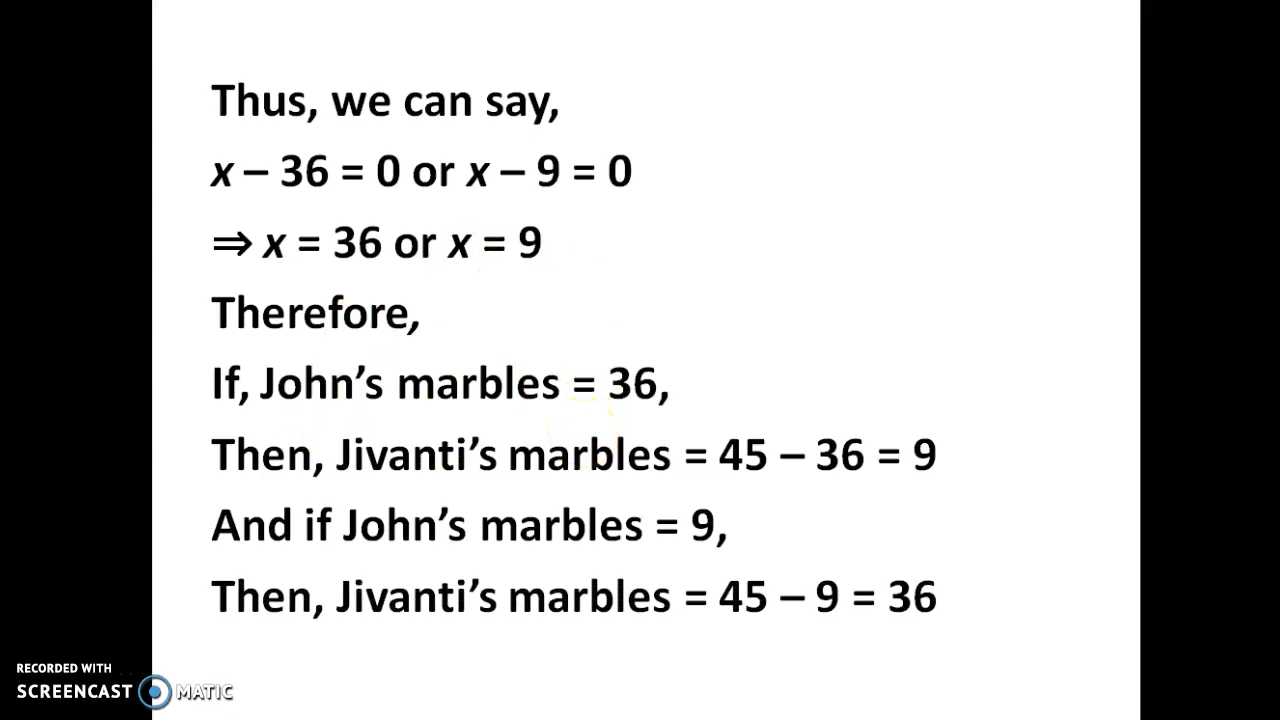 Thus, we can say,
x – 36 = 0 or x – 9 = 0
⇒ x = 36 or x = 9
Therefore,
If, John’s marbles = 36,
Then, Jivanti’s marbles = 45 – 36 = 9
And if John’s marbles = 9,
Then, Jivanti’s marbles = 45 – 9 = 36
RECORDED WITH
SCREENCAST MATIC